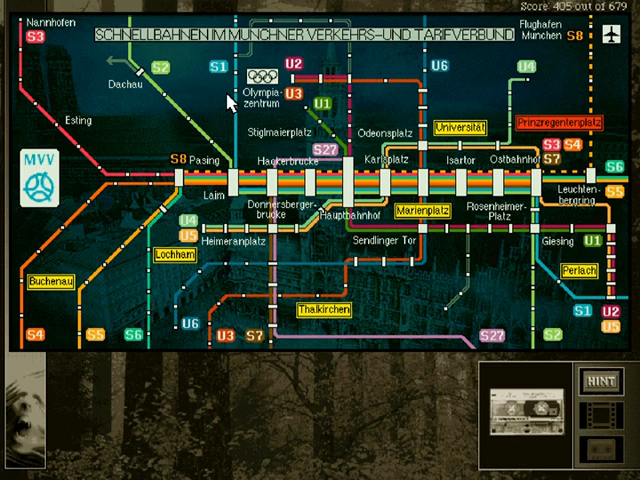 Score: 405 out of 679
Nannhofen
S3
SCHNELLBAHNEN IM MÜNCHNER VERKEHRS-UND TARIFVERBUND
Flughafen
München
S8
Dachau
S2
S1
U2
U3
Olympia-
zentrum
U1
U6
U4
Esting
Stiglmaierplatz
Odeonsplatz
Universität
Prinzregentenplatz
S27
S3
S4
MVV
S8
Pasing
Hackerbrucke
Karlsplatz
Isartor
Ostbahnhof
S7
S6
Laim
Donnersberger-
brucke
Hauptbahnhof
Marienplatz
Rosenheimer-
Platz
Leuchten-
bergring
S5
U4
U5
Heimeranplatz
Sendlinger Tor
Giesing
U1
Lochham
Buchenau
Perlach
Thalkirchen
S4
S5
S6
U6
U3
S7
S27
S2
S1
U2
U5
HINT